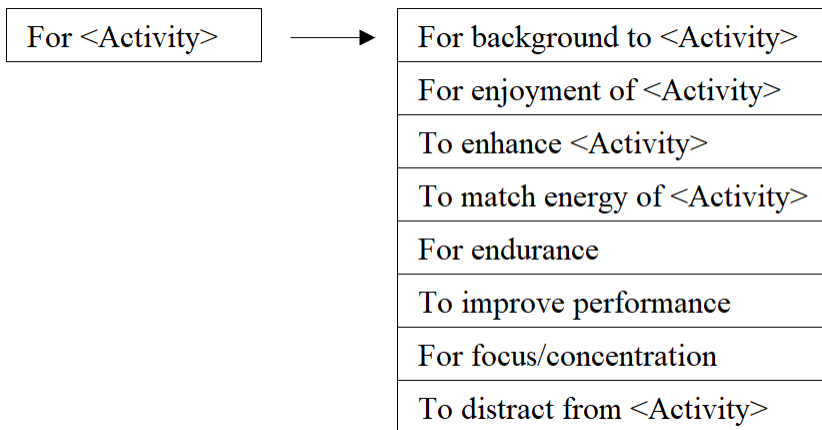 For <Activity>
For background to <Activity>
For enjoyment of <Activity>
To enhance <Activity>
To match energy of <Activity>
For endurance
To improve performance
For focus/concentration
To distract from <Activity>